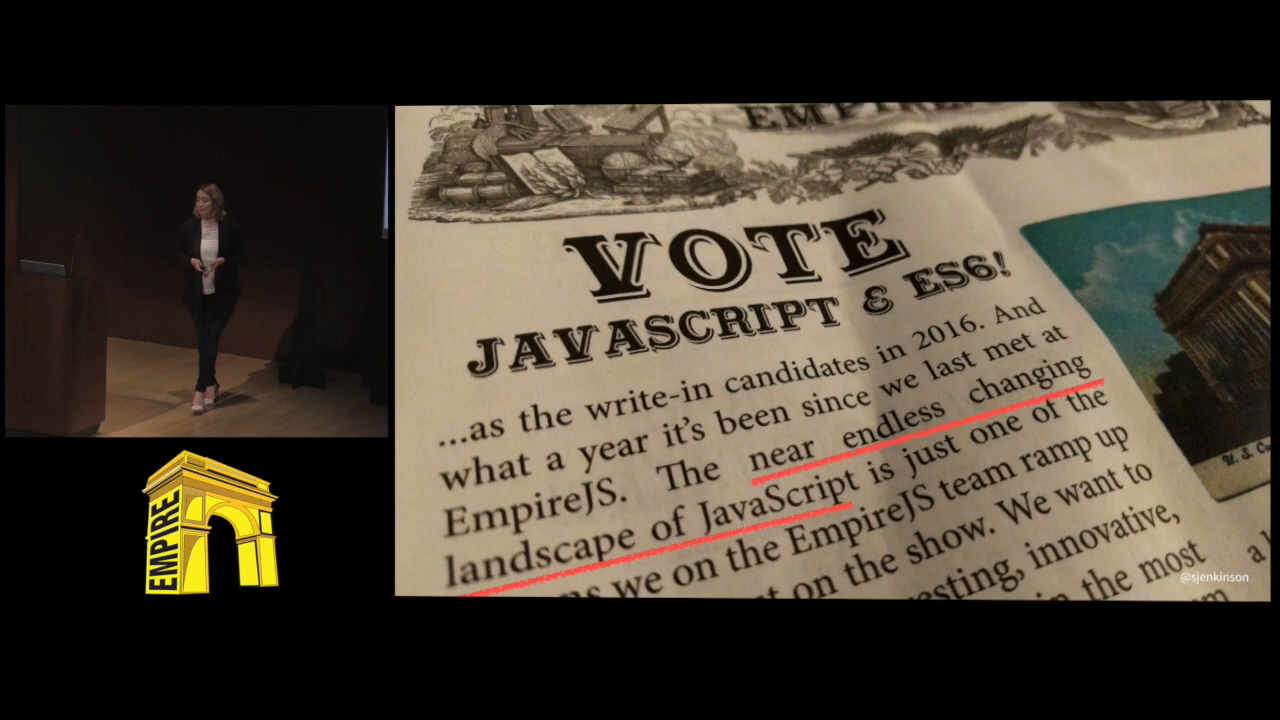 EMPIRE
VOTE
JAVASCRIPT & ES6!
...as the write-in candidates in 2016. And
what a year it's been since we last met at
EmpireJS. The near endless changing
landscape of JavaScript is just one of the
we on the EmpireJS team ramp up
on the show. We want to
innovative,
in the most
@sjenkinson